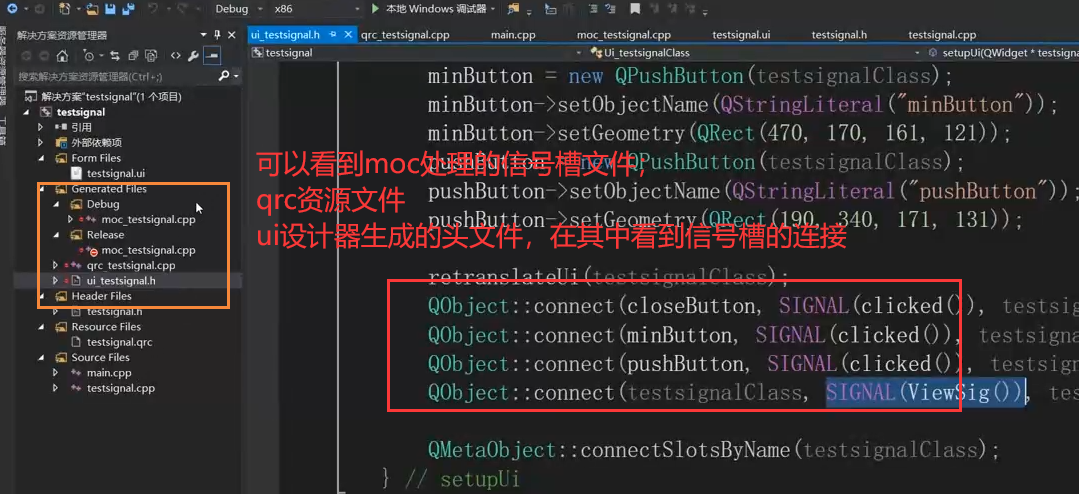 Debug
x86
本地 Windows 调试器
解决方案资源管理器
搜索解决方案资源管理器(Ctrl+;)
解决方案"testsignal"(1 个项目)
testsignal
引用
外部依赖项
Form Files
testsignal.ui
Generated Files
Debug
moc_testsignal.cpp
Release
moc_testsignal.cpp
qrc_testsignal.cpp
ui_testsignal.h
Header Files
testsignal.h
Resource Files
testsignal.qrc
Source Files
main.cpp
testsignal.cpp
ui_testsignal.h
qrc_testsignal.cpp
main.cpp
moc_testsignal.cpp
testsignal.ui
testsignal.h
testsignal.cpp
testsignal
Ui_testsignalClass
setupUi(QWidget * testsigna
minButton = new QPushButton(testsignalClass);
minButton->setObjectName(QStringLiteral("minButton"));
minButton->setGeometry(QRect(470, 170, 161, 121));
pushButton = new QPushButton(testsignalClass);
pushButton->setObjectName(QStringLiteral("pushButton"));
pushButton->setGeometry(QRect(190, 340, 171, 131));
可以看到moc处理的信号槽文件;
qrc资源文件
ui设计器生成的头文件，在其中看到信号槽的连接
retranslateUi(testsignalClass);
QObject::connect(closeButton, SIGNAL(clicked()), testsig
QObject::connect(minButton, SIGNAL(clicked()), testsigna
QObject::connect(pushButton, SIGNAL(clicked()), testsign
QObject::connect(testsignalClass, SIGNAL(ViewSig()), tes
QMetaObject::connectSlotsByName(testsignalClass);
} // setupUi